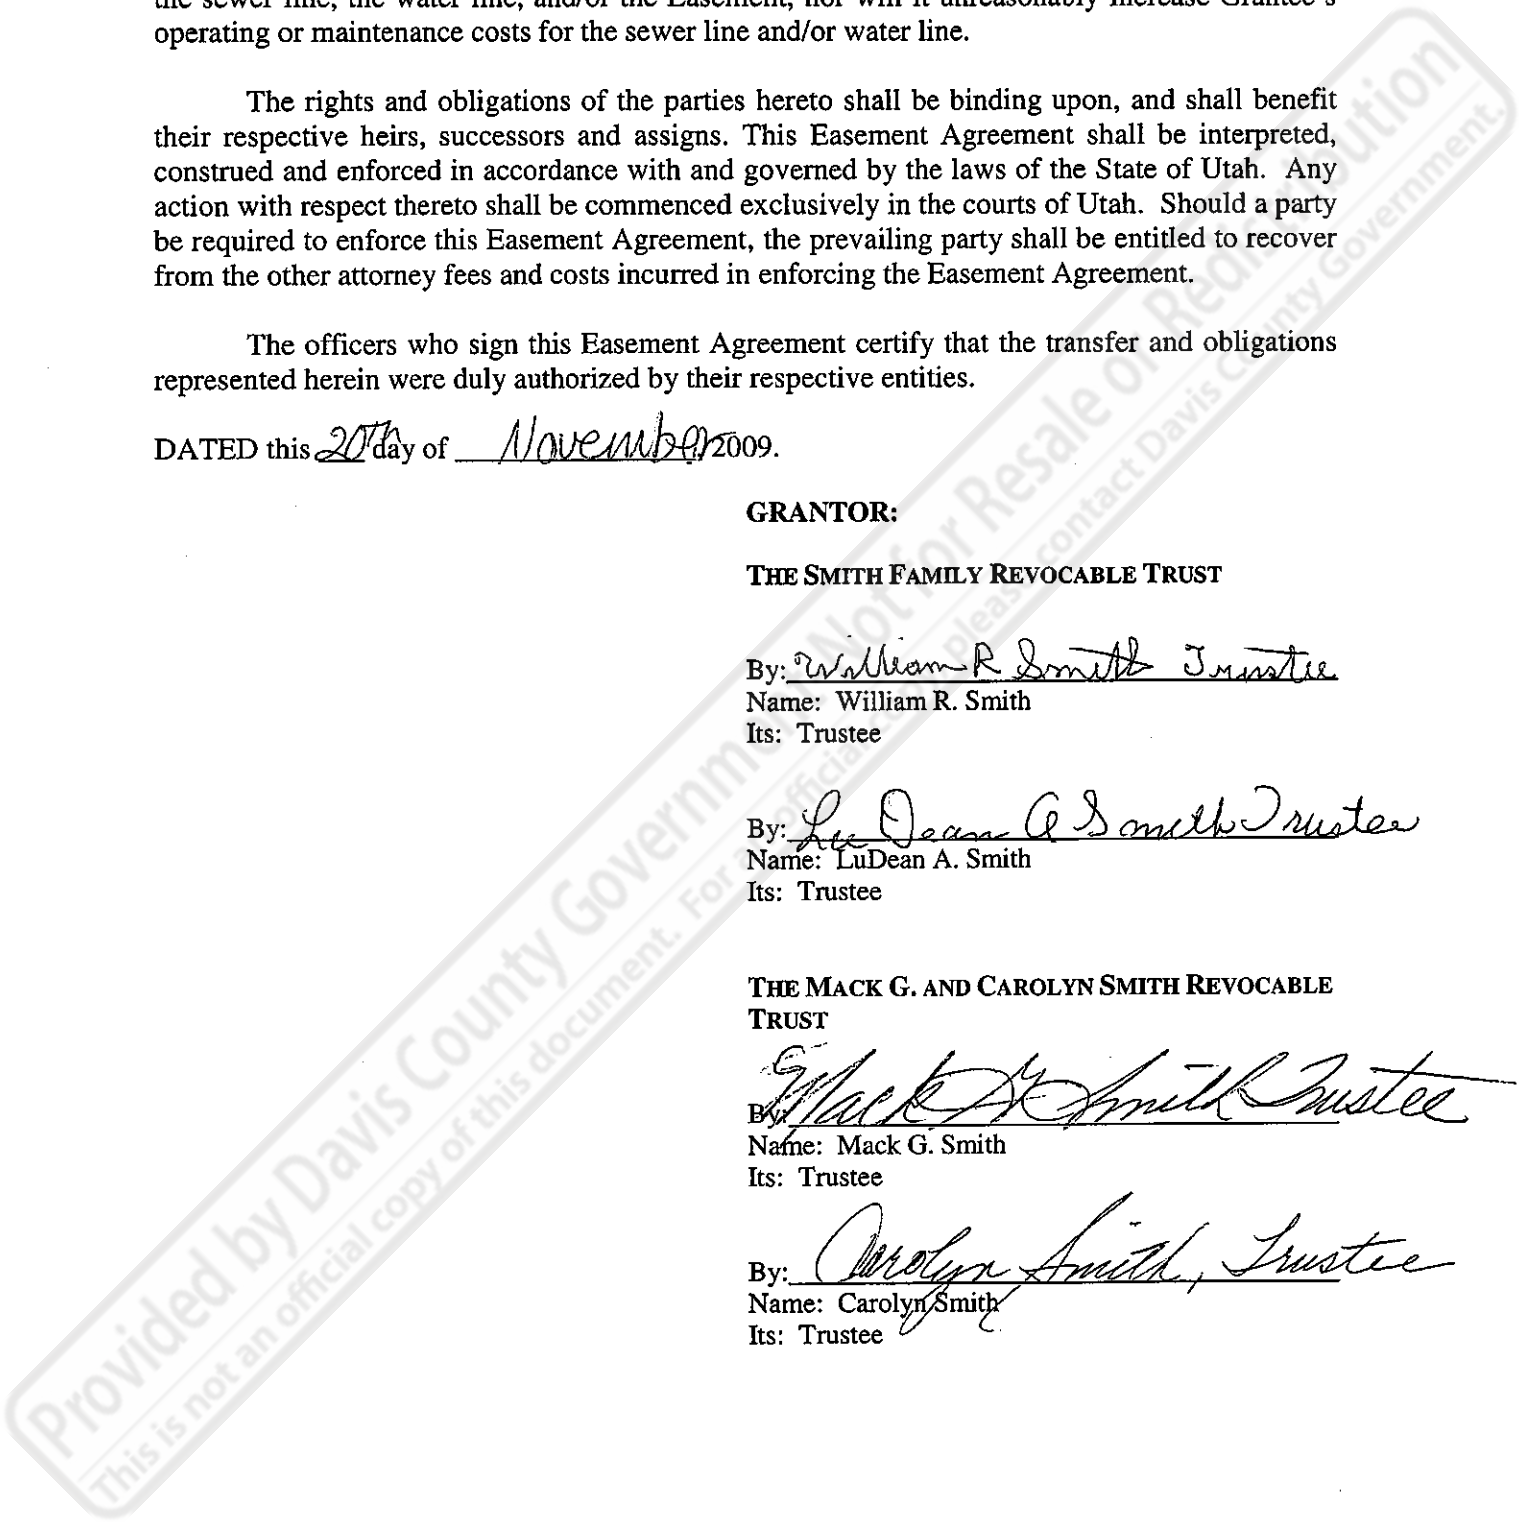 the sewer line, the water line, and/or the Easement, nor will it unreasonably increase Grantee's
operating or maintenance costs for the sewer line and/or water line.
The rights and obligations of the parties hereto shall be binding upon, and shall benefit
their respective heirs, successors and assigns. This Easement Agreement shall be interpreted,
construed and enforced in accordance with and governed by the laws of the State of Utah. Any
action with respect thereto shall be commenced exclusively in the courts of Utah. Should a party
be required to enforce this Easement Agreement, the prevailing party shall be entitled to recover
from the other attorney fees and costs incurred in enforcing the Easement Agreement.
The officers who sign this Easement Agreement certify that the transfer and obligations
represented herein were duly authorized by their respective entities.
DATED this 20th day of November 2009.
GRANTOR:
THE SMITH FAMILY REVOCABLE TRUST
By: William R Smith Trustee
Name: William R. Smith
Its: Trustee
By: Lu Dean A Smith Trustee
Name: LuDean A. Smith
Its: Trustee
THE MACK G. AND CAROLYN SMITH REVOCABLE
TRUST
By: Mack G Smith Trustee
Name: Mack G. Smith
Its: Trustee
By: Carolyn Smith, Trustee
Name: Carolyn Smith
Its: Trustee
Provided by Davis County Government Not for Resale or Redistribution
This is not an official copy of this document. For an official copy please contact Davis County Government.